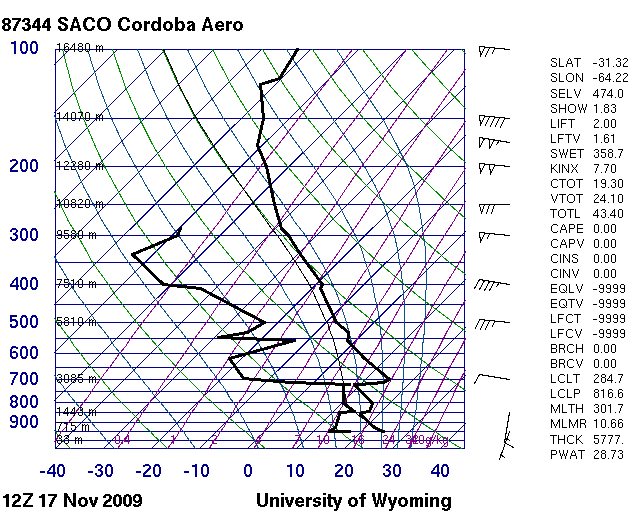 87344 SACO Cordoba Aero
100
16480 m
14070 m
200
12280 m
10820 m
300
9580 m
400
7510 m
500
5810 m
600
700
3085 m
800
1443 m
900
715 m
33 m
0.4 1 2 4 7 10 16 24 32 40g/kg
-40 -30 -20 -10 0 10 20 30 40
12Z 17 Nov 2009 University of Wyoming
SLAT -31.32
SLON -64.22
SELV 474.0
SHOW 1.83
LIFT 2.00
LFTV 1.61
SWET 358.7
KINX 7.70
CTOT 19.30
VTOT 24.10
TOTL 43.40
CAPE 0.00
CAPV 0.00
CINS 0.00
CINV 0.00
EQLV -9999
EQTV -9999
LFCT -9999
LFCV -9999
BRCH 0.00
BRCV 0.00
LCLT 284.7
LCLP 816.6
MLTH 301.7
MLMR 10.66
THCK 5777.
PWAT 28.73